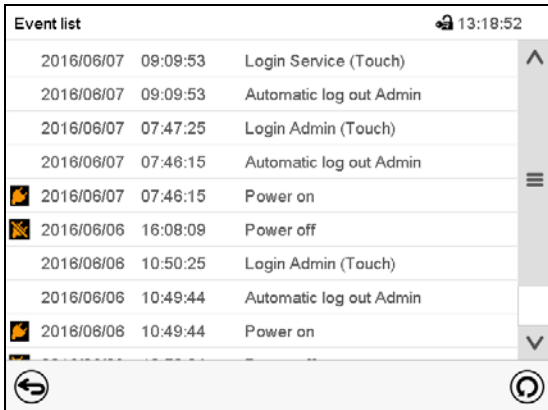 Event list 13:18:52
2016/06/07 09:09:53 Login Service (Touch)
2016/06/07 09:09:53 Automatic log out Admin
2016/06/07 07:47:25 Login Admin (Touch)
2016/06/07 07:46:15 Automatic log out Admin
2016/06/07 07:46:15 Power on
2016/06/06 16:08:09 Power off
2016/06/06 10:50:25 Login Admin (Touch)
2016/06/06 10:49:44 Automatic log out Admin
2016/06/06 10:49:44 Power on